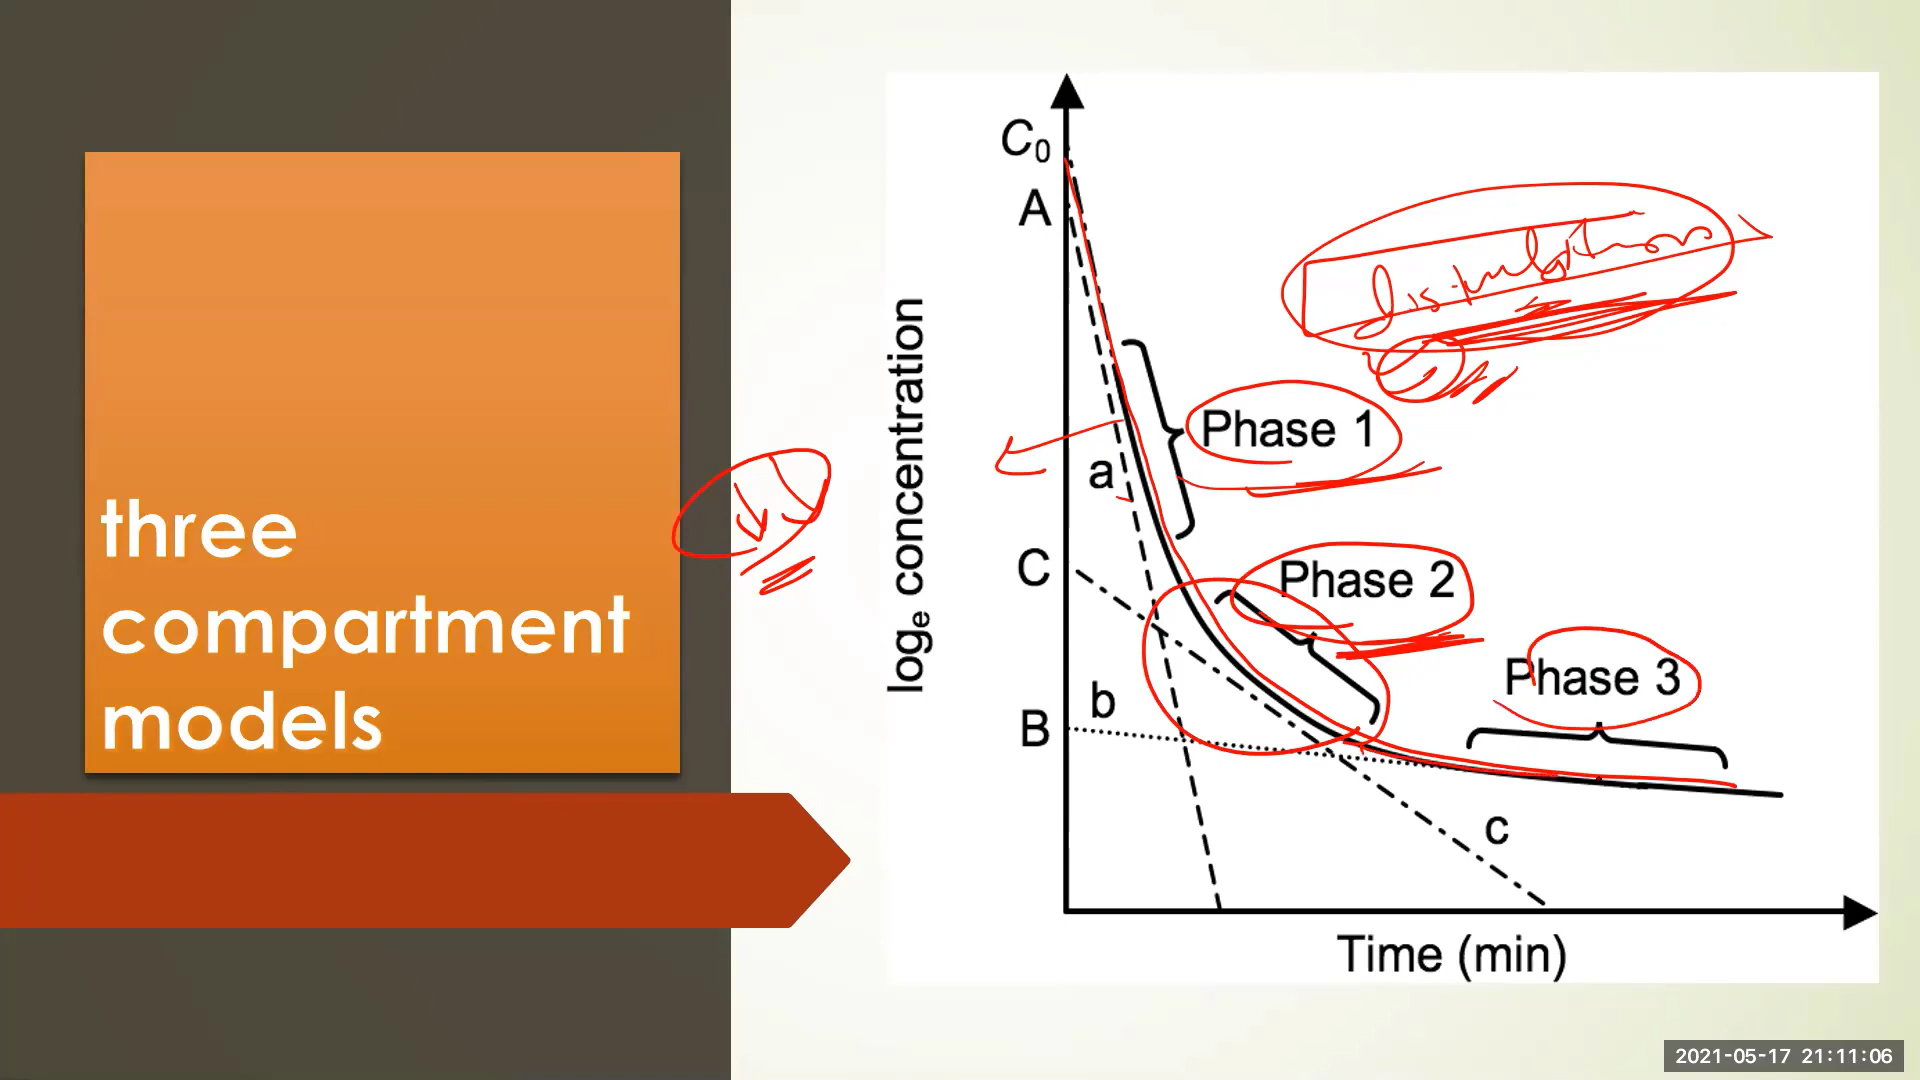 three
compartment
models
C₀
A
Phase 1
a
C
Phase 2
b
B
Phase 3
c
logₑ concentration
Time (min)
2021-05-17 21:11:06